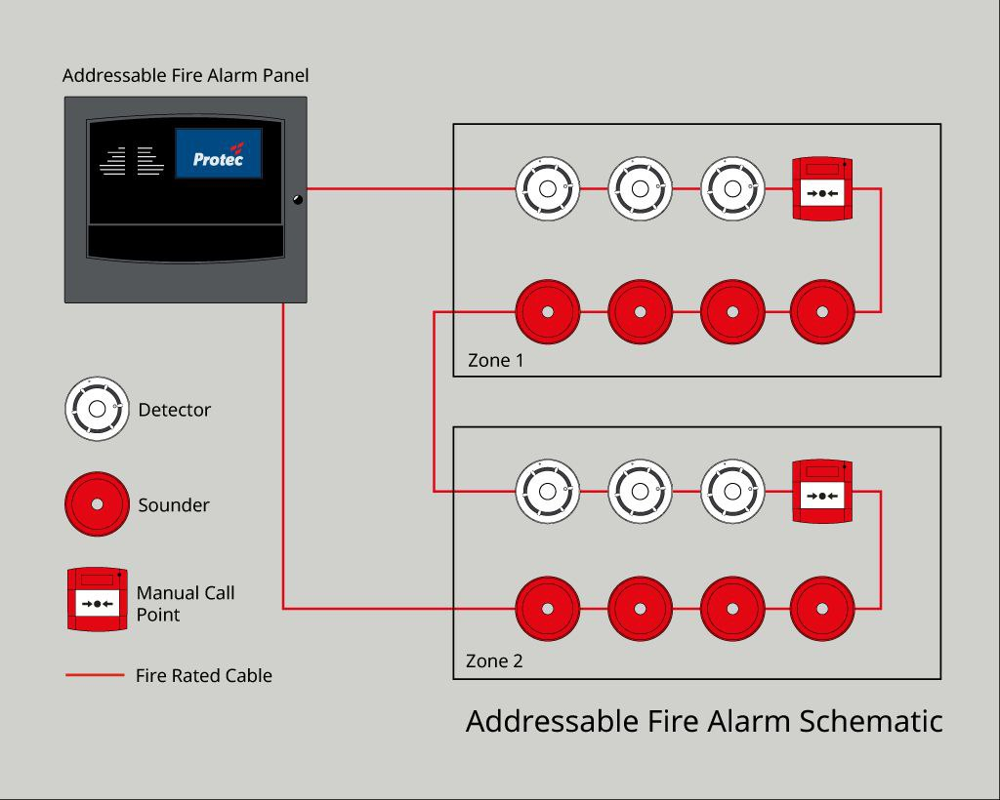 Addressable Fire Alarm Panel
Protec
Zone 1
Detector
Sounder
Manual Call
Point
Fire Rated Cable
Zone 2
Addressable Fire Alarm Schematic